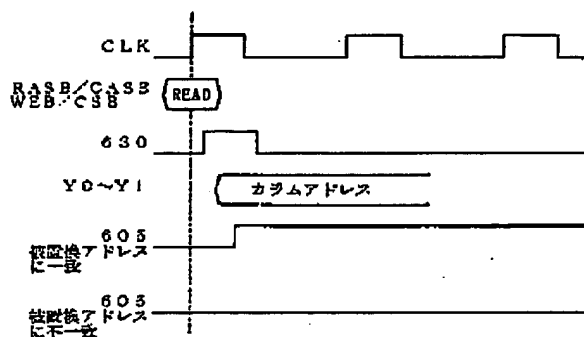 CLK
RASB/CASB
WEB/CSB
READ
630
Y0~Y1
カラムアドレス
605
被置換アドレス
に一致
605
被置換アドレス
に不一致